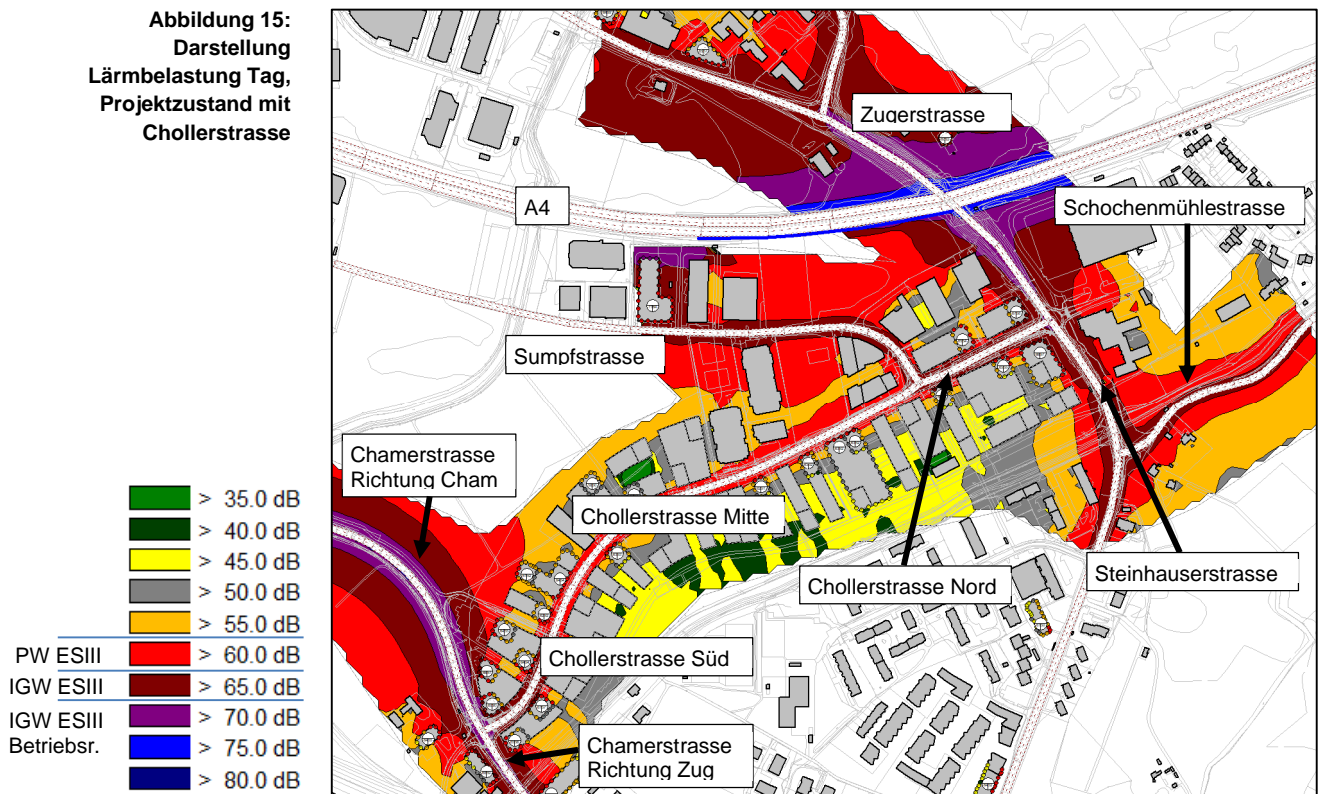 Abbildung 15:
Darstellung
Lärmbelastung Tag,
Projektzustand mit
Chollerstrasse
Zugerstrasse
A4
Schochenmühlestrasse
Sumpfstrasse
Chamerstrasse
Richtung Cham
Chollerstrasse Mitte
Chollerstrasse Nord
Steinhauserstrasse
Chollerstrasse Süd
Chamerstrasse
Richtung Zug
> 35.0 dB
> 40.0 dB
> 45.0 dB
> 50.0 dB
> 55.0 dB
PW ESIII > 60.0 dB
IGW ESIII > 65.0 dB
IGW ESIII > 70.0 dB
Betriebsr. > 75.0 dB
> 80.0 dB